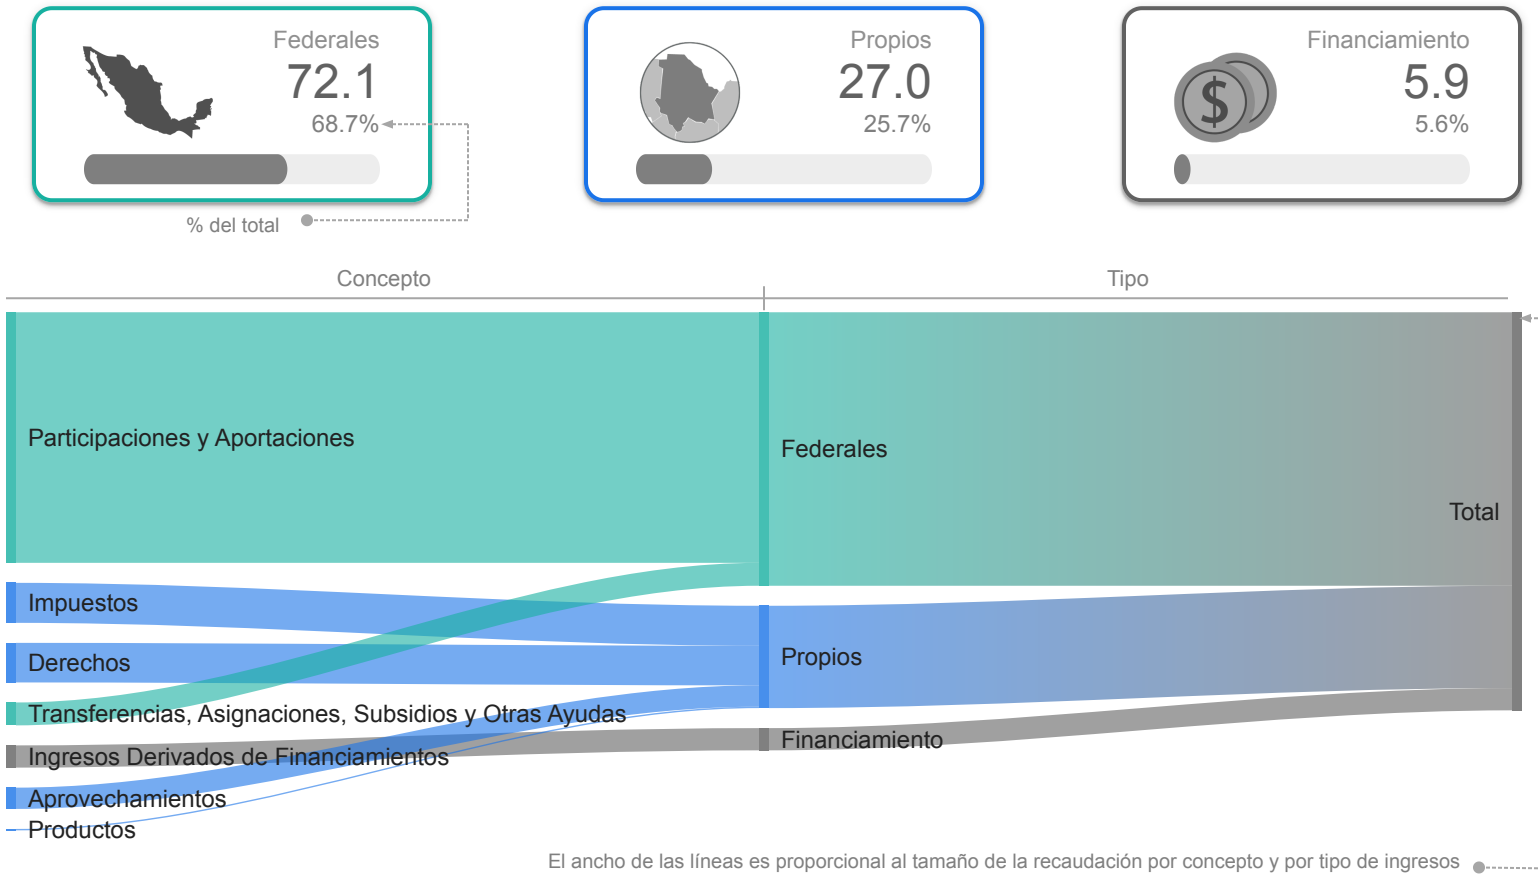 Federales
72.1
68.7%
Propios
27.0
25.7%
Financiamiento
5.9
5.6%
$
% del total
Concepto
Tipo
Participaciones y Aportaciones
Federales
Total
Impuestos
Propios
Derechos
Transferencias, Asignaciones, Subsidios y Otras Ayudas
Financiamiento
Ingresos Derivados de Financiamientos
Aprovechamientos
Productos
El ancho de las líneas es proporcional al tamaño de la recaudación por concepto y por tipo de ingresos